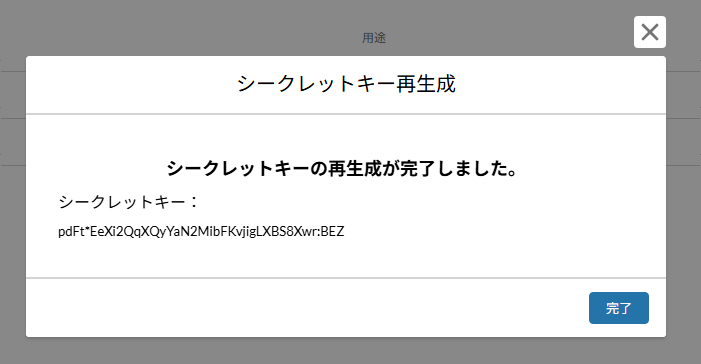 用途
シークレットキー再生成
シークレットキーの再生成が完了しました。
シークレットキー：
pdFt*EeXi2QqXQyYaN2MibFKvjigLXBS8Xwr:BEZ
完了